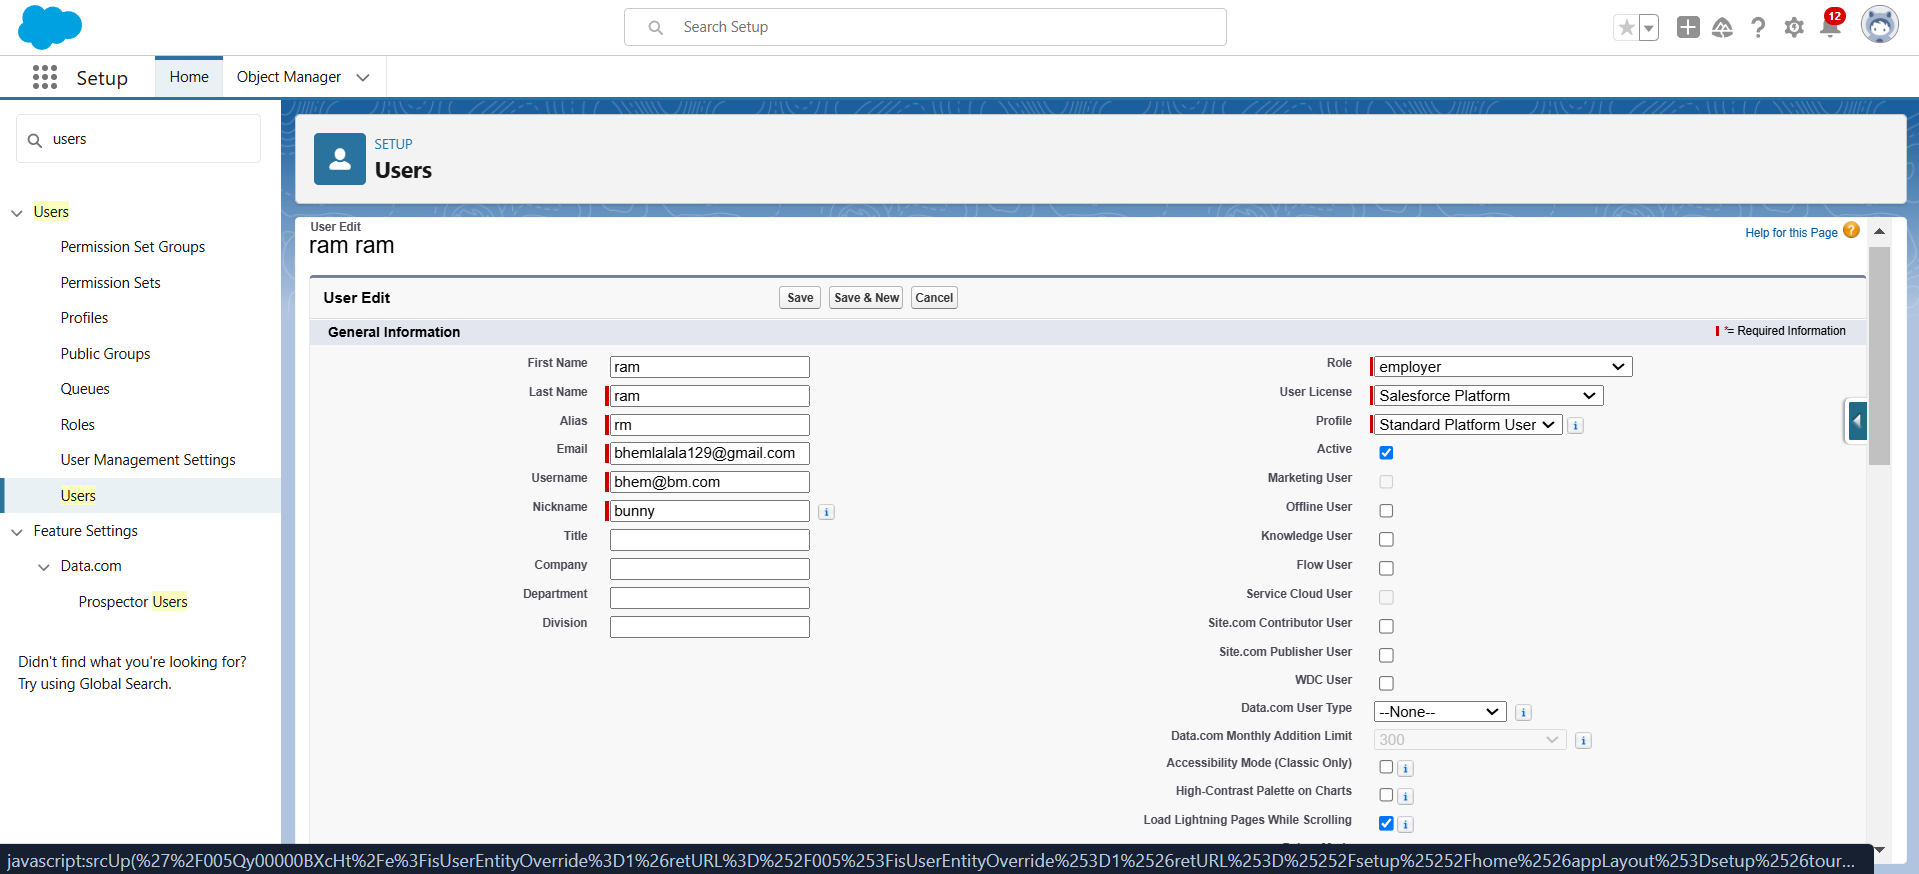 Search Setup
12
Setup
Home
Object Manager
users
Users
Permission Set Groups
Permission Sets
Profiles
Public Groups
Queues
Roles
User Management Settings
Users
Feature Settings
Data.com
Prospector Users
Didn't find what you're looking for?
Try using Global Search.
SETUP
Users
User Edit
ram ram
Help for this Page ?
User Edit
Save
Save & New
Cancel
General Information
*= Required Information
First Name ram
Last Name ram
Alias rm
Email bhemlalala129@gmail.com
Username bhem@bm.com
Nickname bunny i
Title
Company
Department
Division
Role employer
User License Salesforce Platform
Profile Standard Platform User i
Active
Marketing User
Offline User
Knowledge User
Flow User
Service Cloud User
Site.com Contributor User
Site.com Publisher User
WDC User
Data.com User Type --None-- i
Data.com Monthly Addition Limit 300 i
Accessibility Mode (Classic Only) i
High-Contrast Palette on Charts i
Load Lightning Pages While Scrolling i
javascript:srcUp(%27%2F005Qy00000BXcHt%2Fe%3FisUserEntityOverride%3D1%26retURL%3D%252F005%253FisUserEntityOverride%253D1%2526retURL%253D%25252Fsetup%25252Fhome%2526appLayout%253Dsetup%2526tour...